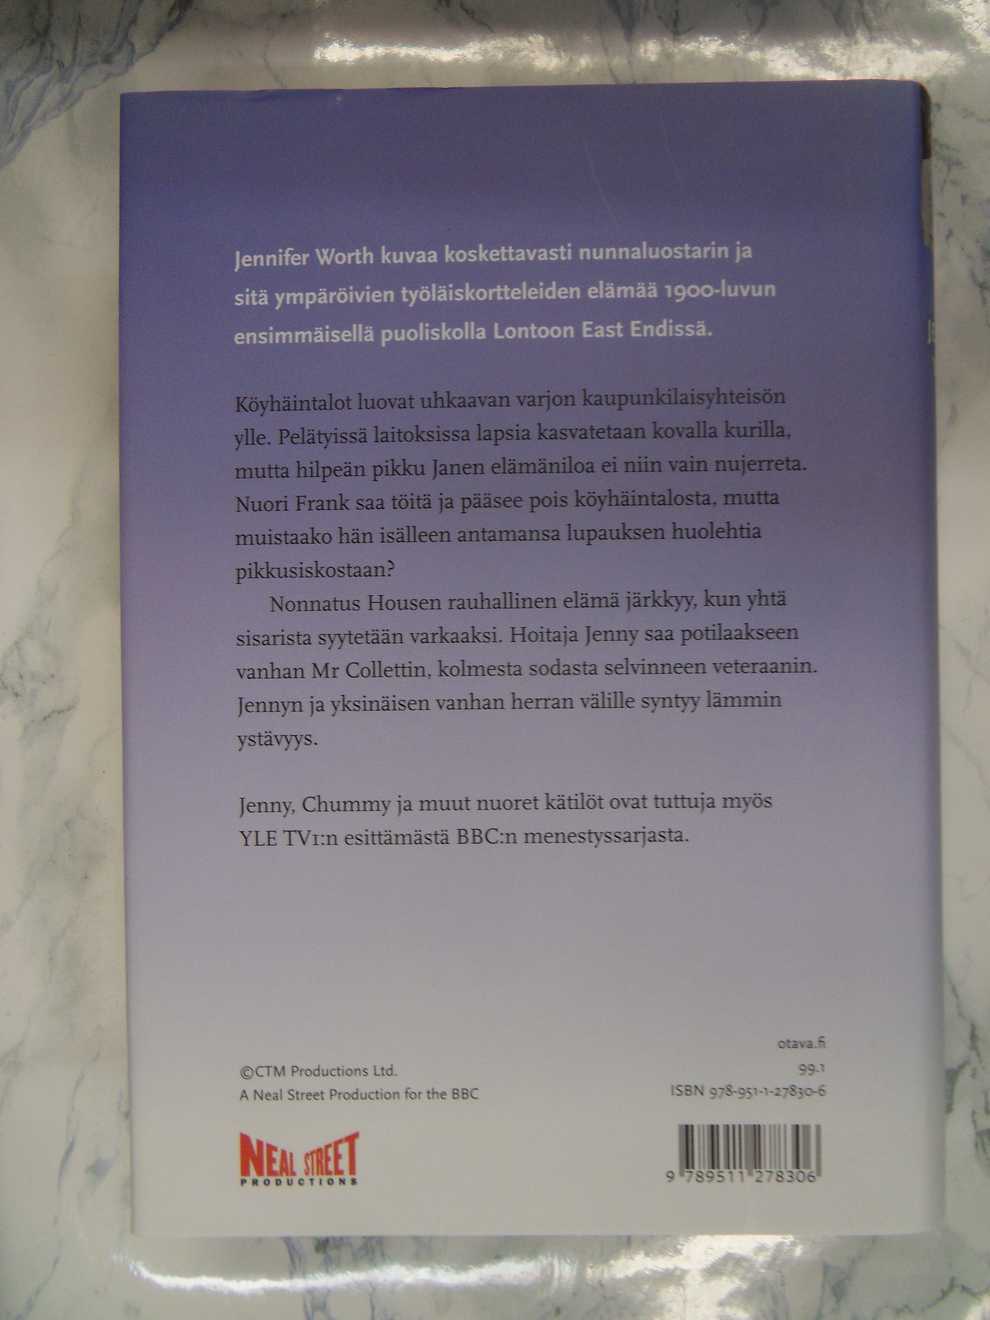 Jennifer Worth kuvaa koskettavasti nunnaluostarin ja
sitä ympäröivien työläiskortteleiden elämää 1900-luvun
ensimmäisellä puoliskolla Lontoon East Endissä.
Köyhäintalot luovat uhkaavan varjon kaupunkilaisyhteisön
ylle. Pelätyissä laitoksissa lapsia kasvatetaan kovalla kurilla,
mutta hilpeän pikku Janen elämäniloa ei niin vain nujerreta.
Nuori Frank saa töitä ja pääsee pois köyhäintalosta, mutta
muistaako hän isälleen antamansa lupauksen huolehtia
pikkusiskostaan?
Nonnatus Housen rauhallinen elämä järkkyy, kun yhtä
sisarista syytetään varkaaksi. Hoitaja Jenny saa potilaakseen
vanhan Mr Collettin, kolmesta sodasta selvinneen veteraanin.
Jennyn ja yksinäisen vanhan herran välille syntyy lämmin
ystävyys.
Jenny, Chummy ja muut nuoret kätilöt ovat tuttuja myös
YLE TV1:n esittämästä BBC:n menestyssarjasta.
©CTM Productions Ltd.
A Neal Street Production for the BBC
NEAL STREET
PRODUCTIONS
otava.fi
99.1
ISBN 978-951-1-27830-6
9 789511 278306